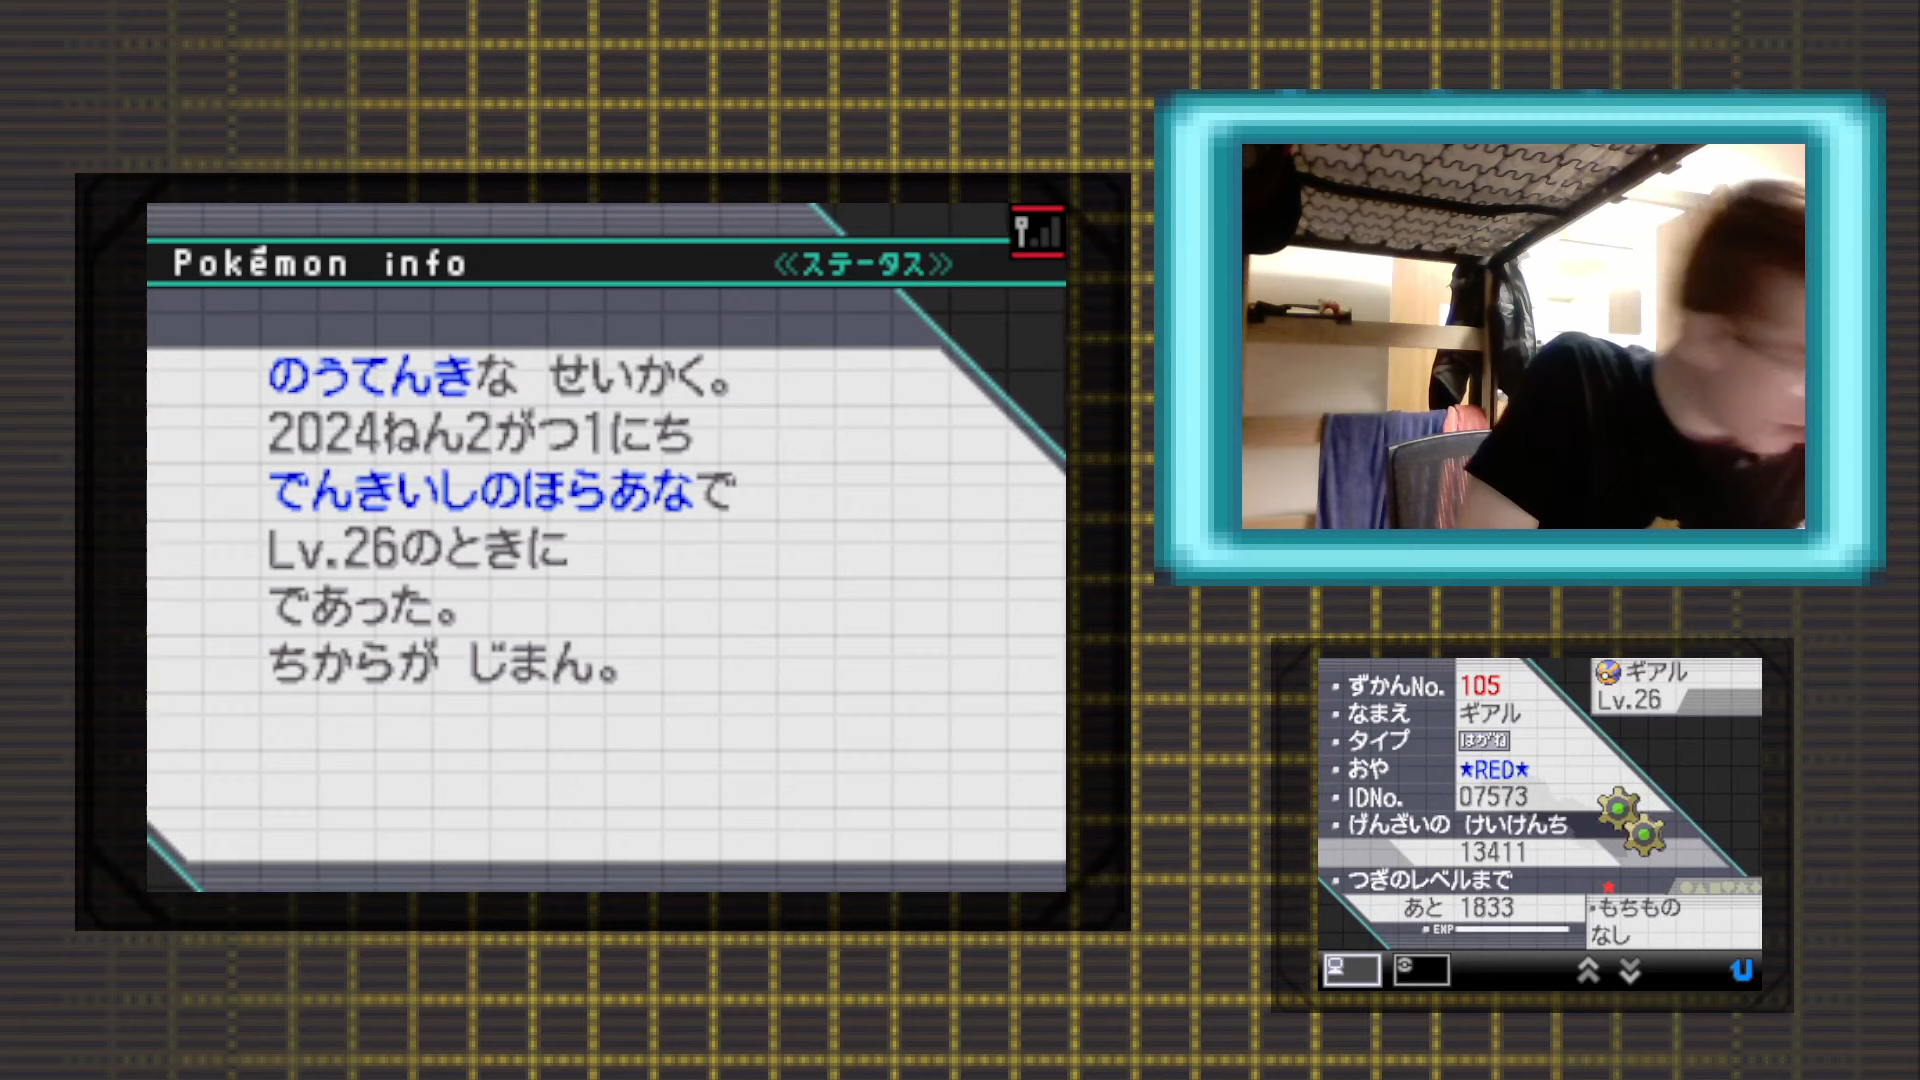 Pokémon info
≪ステータス≫
のうてんきな せいかく。
2024ねん2がつ1にち
でんきいしのほらあなで
Lv.26のときに
であった。
ちからが じまん。
・ずかんNo. 105
・なまえ ギアル
・タイプ はがね
・おや ★RED★
・IDNo. 07573
・げんざいの けいけんち
13411
・つぎのレベルまで
あと 1833
EXP
ギアル
Lv.26
・もちもの
なし